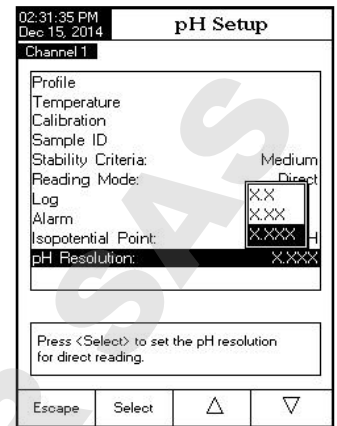 02:31:35 PM
Dec 15, 2014
pH Setup
Channel 1
Profile
Temperature
Calibration
Sample ID
Stability Criteria: Medium
Reading Mode: Direct
Log
X.X
Alarm
X.XX
Isopotential Point:
X.XXX
H
pH Resolution: X.XXX
Press <Select> to set the pH resolution
for direct reading.
Escape Select △ ▽